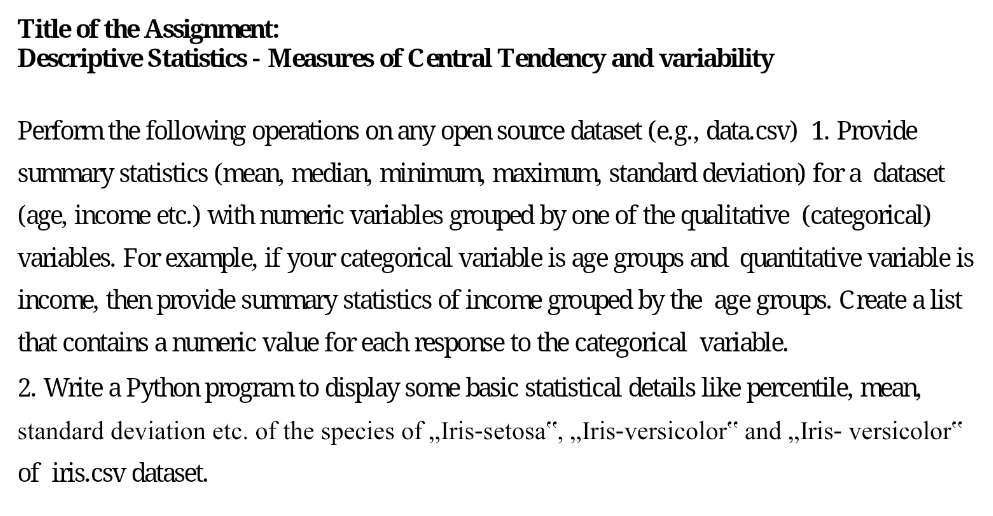 Title of the Assignment:
Descriptive Statistics - Measures of Central Tendency and variability
Perform the following operations on any open source dataset (e.g., data.csv) 1. Provide
summary statistics (mean, median, minimum, maximum, standard deviation) for a dataset
(age, income etc.) with numeric variables grouped by one of the qualitative (categorical)
variables. For example, if your categorical variable is age groups and quantitative variable is
income, then provide summary statistics of income grouped by the age groups. Create a list
that contains a numeric value for each response to the categorical variable.
2. Write a Python program to display some basic statistical details like percentile, mean,
standard deviation etc. of the species of „Iris-setosa‟, „Iris-versicolor‟ and „Iris- versicolor‟
of iris.csv dataset.